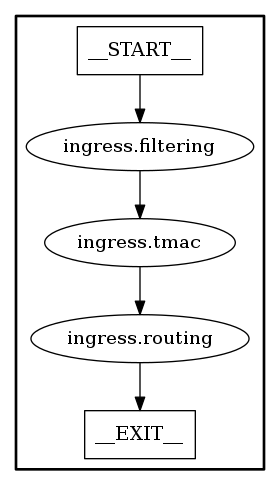 __START__
ingress.filtering
ingress.tmac
ingress.routing
__EXIT__